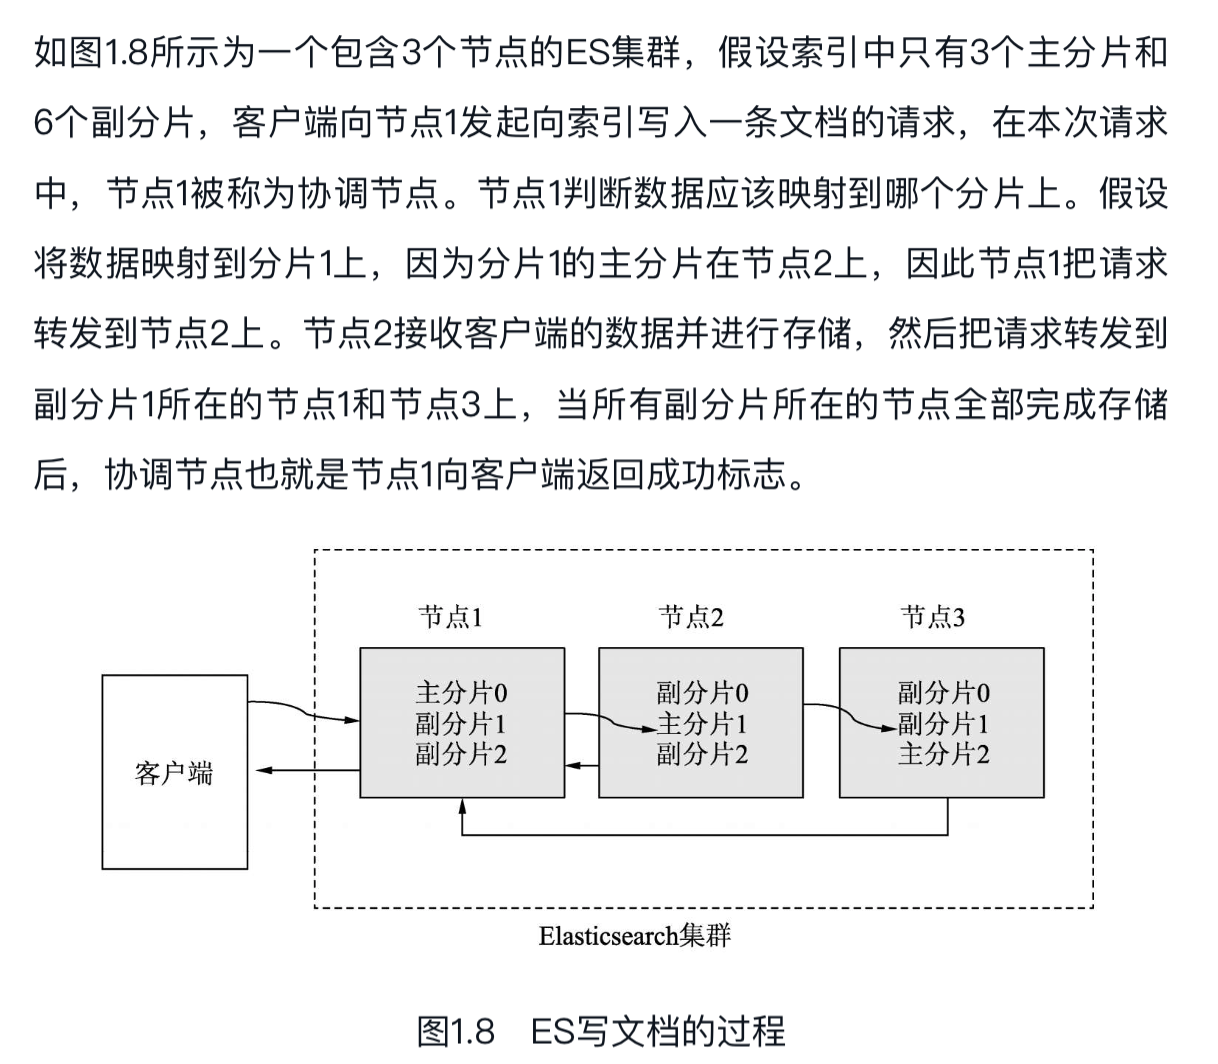 如图1.8所示为一个包含3个节点的ES集群，假设索引中只有3个主分片和
6个副分片，客户端向节点1发起向索引写入一条文档的请求，在本次请求
中，节点1被称为协调节点。节点1判断数据应该映射到哪个分片上。假设
将数据映射到分片1上，因为分片1的主分片在节点2上，因此节点1把请求
转发到节点2上。节点2接收客户端的数据并进行存储，然后把请求转发到
副分片1所在的节点1和节点3上，当所有副分片所在的节点全部完成存储
后，协调节点也就是节点1向客户端返回成功标志。
节点1
节点2
节点3
客户端
主分片0
副分片1
副分片2
副分片0
主分片1
副分片2
副分片0
副分片1
主分片2
Elasticsearch集群
图1.8 ES写文档的过程